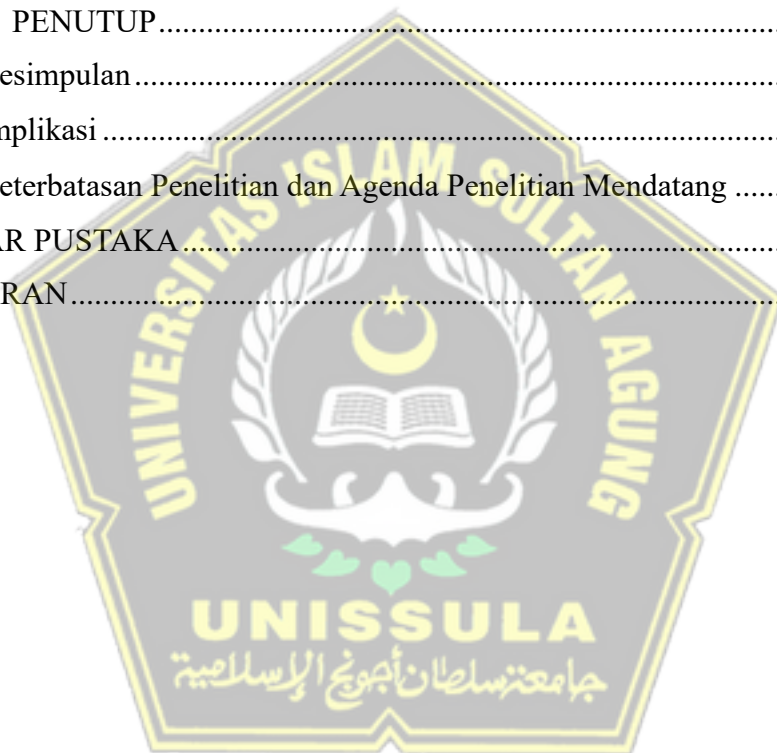 PENUTUP....................................................................................
esimpulan....................................................................................
mplikasi....................................................................................
eterbatasan Penelitian dan Agenda Penelitian Mendatang ......
AR PUSTAKA....................................................................................
RAN....................................................................................
UNIVERSITAS ISLAM SULTAN AGUNG
UNISSULA
جامعة سلطان أجونج الإسلامية